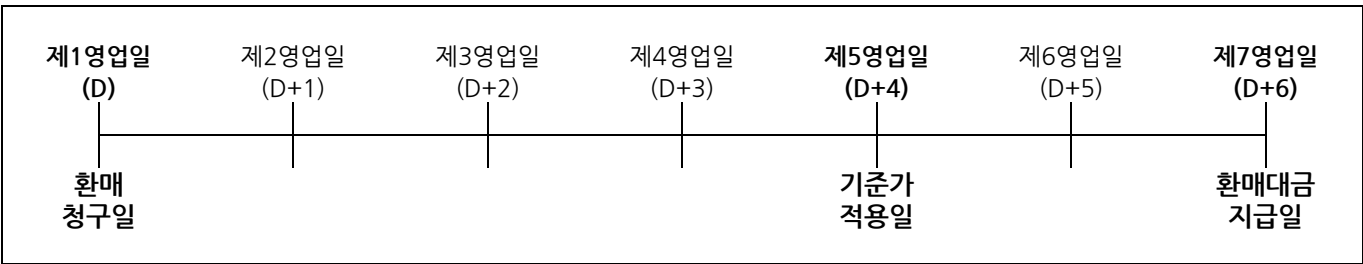 제1영업일 제2영업일 제3영업일 제4영업일 제5영업일 제6영업일 제7영업일
(D) (D+1) (D+2) (D+3) (D+4) (D+5) (D+6)
환매 기준가 환매대금
청구일 적용일 지급일